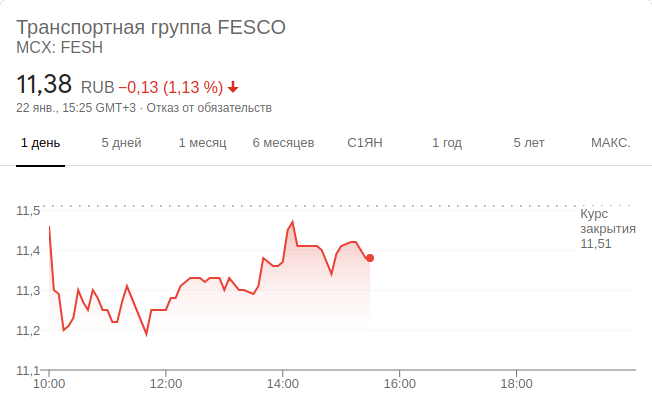 Транспортная группа FESCO
MCX: FESH
11,38 RUB −0,13 (1,13 %)
22 янв., 15:25 GMT+3 · Отказ от обязательств
1 день 5 дней 1 месяц 6 месяцев С1ЯН 1 год 5 лет МАКС.
11,5
11,4
11,3
11,2
11,1
Курс
закрытия
11,51
10:00 12:00 14:00 16:00 18:00